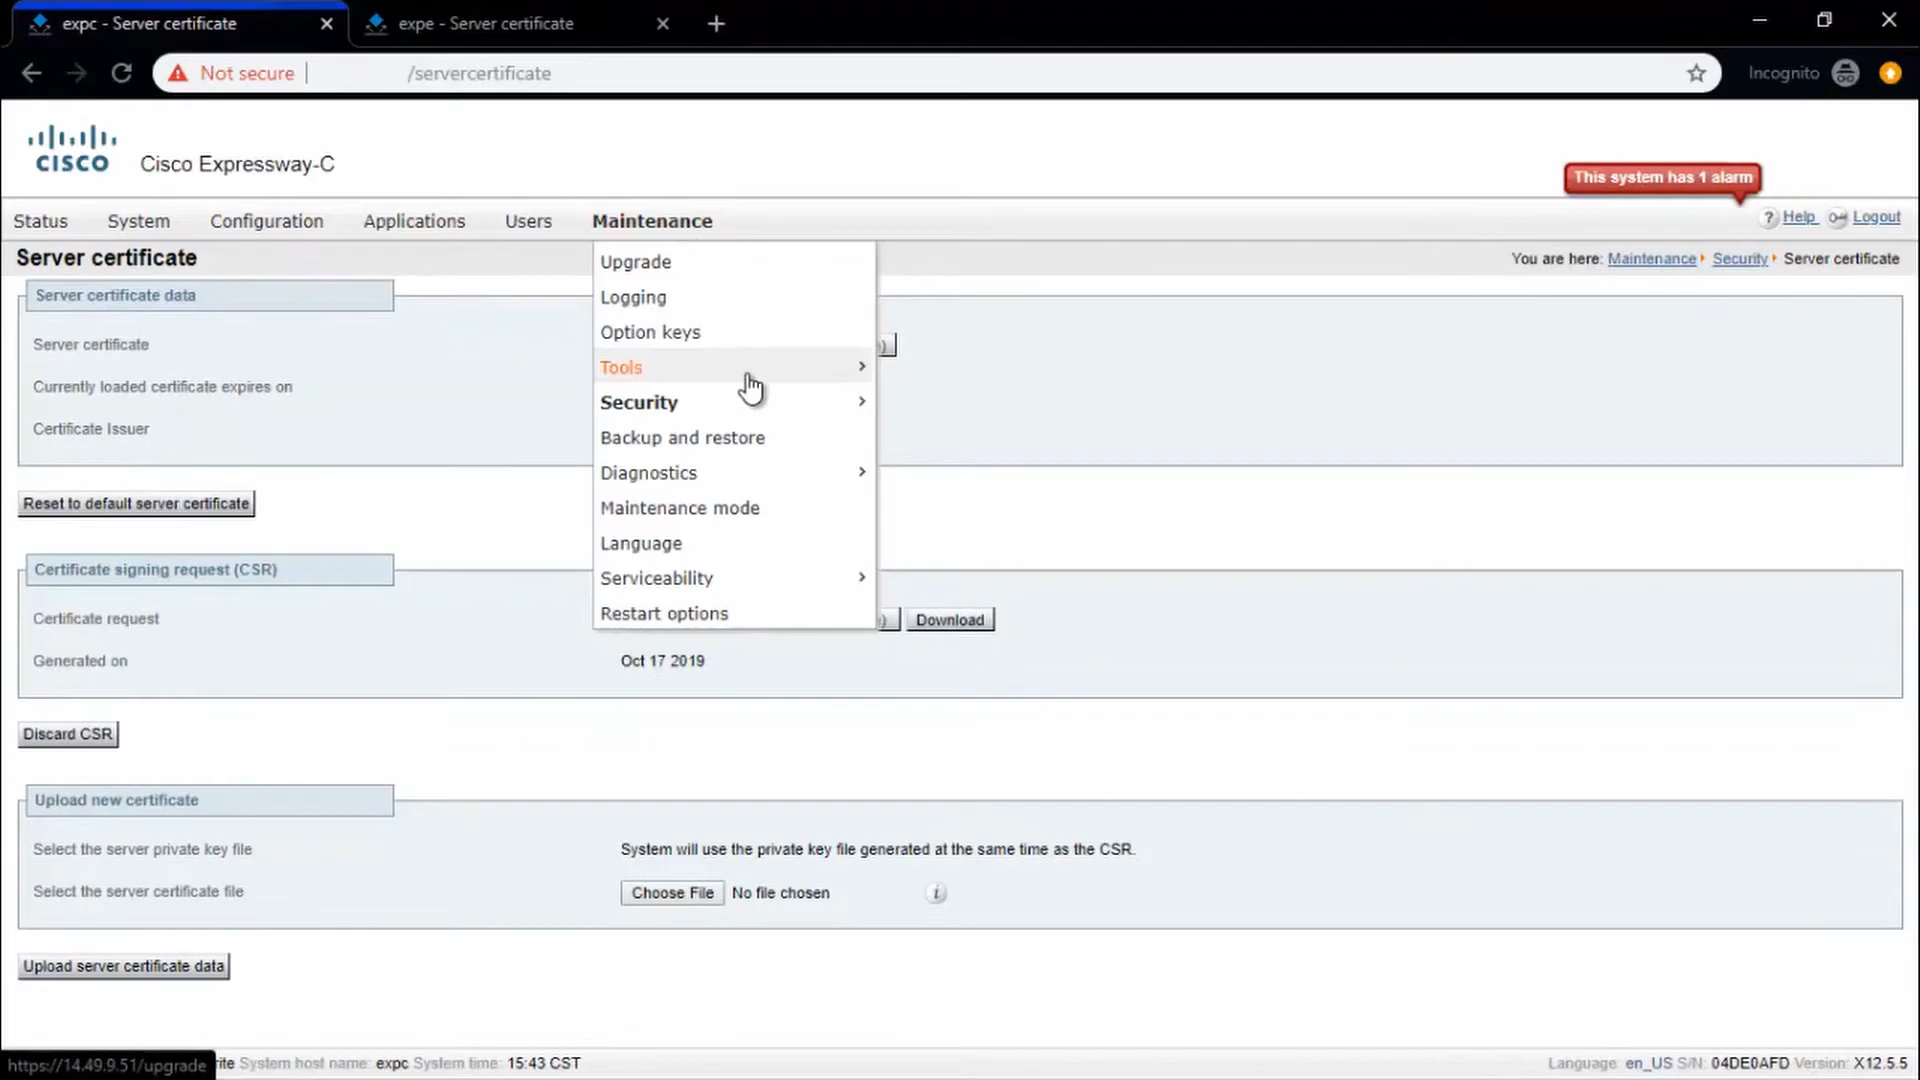 expc - Server certificate
expe - Server certificate
Not secure
/servercertificate
Incognito
CISCO
Cisco Expressway-C
This system has 1 alarm
Status System Configuration Applications Users Maintenance
Help Logout
Server certificate
You are here: Maintenance Security Server certificate
Upgrade
Logging
Option keys
Tools
Security
Backup and restore
Diagnostics
Maintenance mode
Language
Serviceability
Restart options
Server certificate data
Server certificate
Currently loaded certificate expires on
Certificate Issuer
Reset to default server certificate
Certificate signing request (CSR)
Certificate request
Download
Generated on
Oct 17 2019
Discard CSR
Upload new certificate
Select the server private key file
System will use the private key file generated at the same time as the CSR.
Select the server certificate file
Choose File No file chosen
i
Upload server certificate data
https://14.49.9.51/upgrade
System host name: expc System time: 15:43 CST
Language: en_US S/N: 04DE0AFD Version: X12.5.5